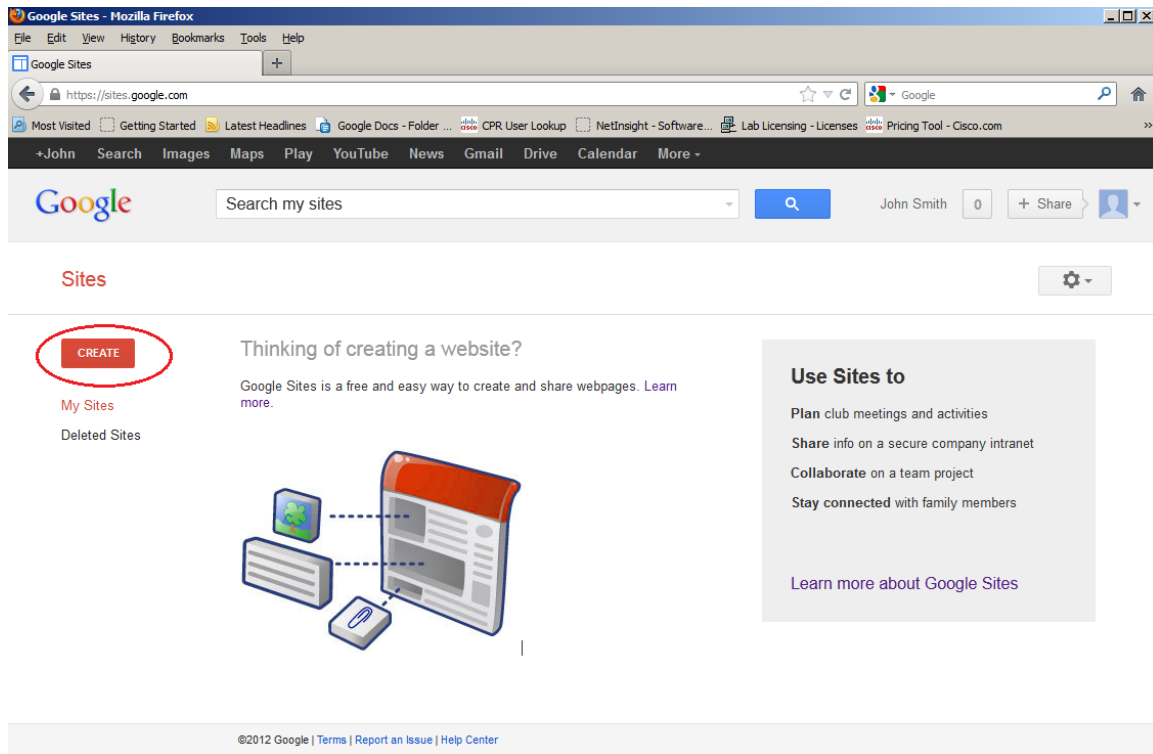 Google Sites - Mozilla Firefox
File Edit View History Bookmarks Tools Help
Google Sites
https://sites.google.com
Google
Most Visited Getting Started Latest Headlines Google Docs - Folder ... CPR User Lookup NetInsight - Software... Lab Licensing - Licenses Pricing Tool - Cisco.com
+John Search Images Maps Play YouTube News Gmail Drive Calendar More
Google
Search my sites
John Smith 0 + Share
Sites
CREATE
My Sites
Deleted Sites
Thinking of creating a website?
Google Sites is a free and easy way to create and share webpages. Learn
more.
Use Sites to
Plan club meetings and activities
Share info on a secure company intranet
Collaborate on a team project
Stay connected with family members
Learn more about Google Sites
©2012 Google | Terms | Report an Issue | Help Center